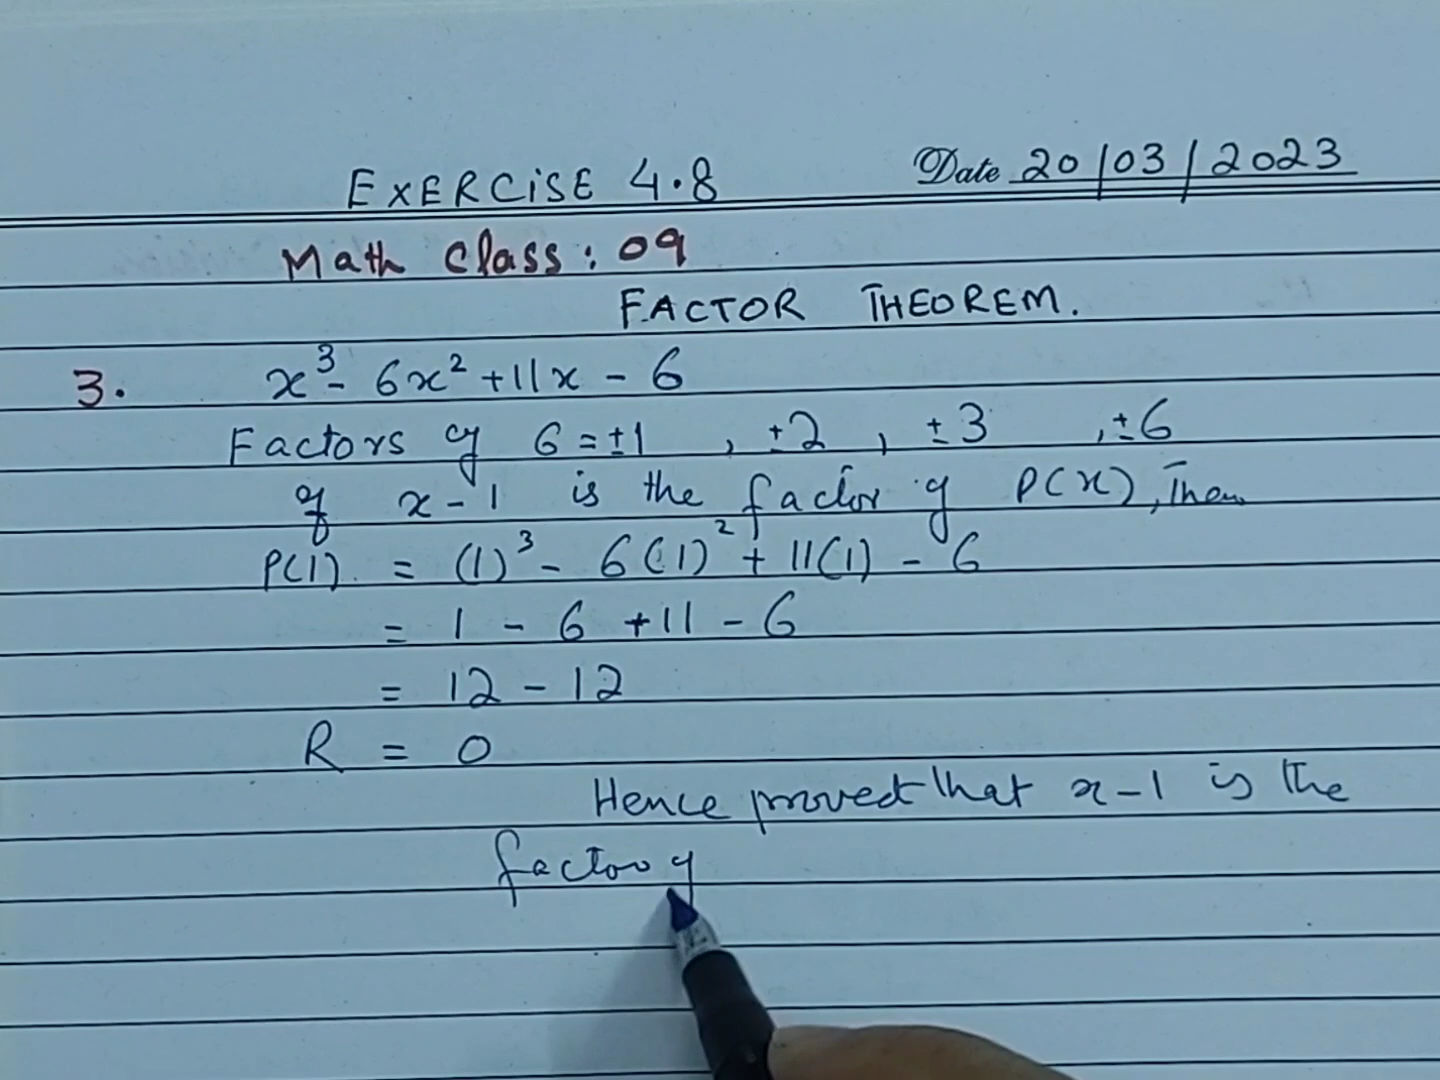 EXERCISE 4.8
Date 20/03/2023
Math Class: 09
FACTOR THEOREM.
3. x³ - 6x² + 11x - 6
Factors of 6 = ±1 , ±2 , ±3 , ±6
If x - 1 is the factor of P(x), Then
P(1) = (1)³ - 6(1)² + 11(1) - 6
= 1 - 6 + 11 - 6
= 12 - 12
R = 0
Hence proved that x - 1 is the
factor of